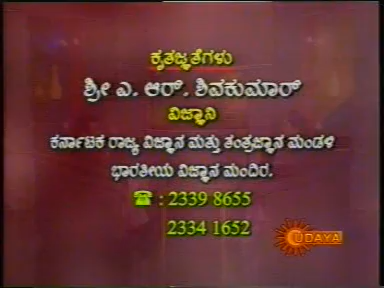 ಕೃತಜ್ಞತೆಗಳು
ಶ್ರೀ ಎ. ಆರ್. ಶಿವಕುಮಾರ್
ವಿಜ್ಞಾನಿ
ಕರ್ನಾಟಕ ರಾಜ್ಯ ವಿಜ್ಞಾನ ಮತ್ತು ತಂತ್ರಜ್ಞಾನ ಮಂಡಳಿ
ಭಾರತೀಯ ವಿಜ್ಞಾನ ಮಂದಿರ.
☎ : 2339 8655
2334 1652
UDAYA